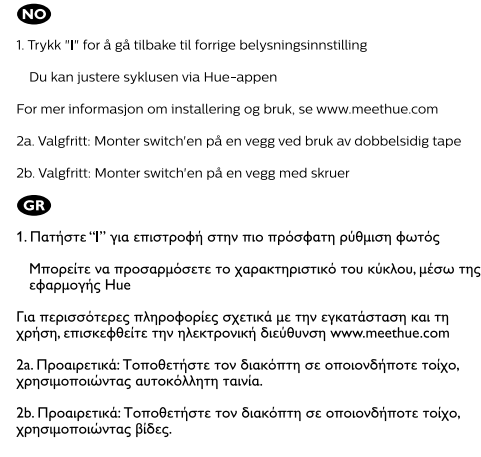 NO
1. Trykk "I" for å gå tilbake til forrige belysningsinnstilling
Du kan justere syklusen via Hue-appen
For mer informasjon om installering og bruk, se www.meethue.com
2a. Valgfritt: Monter switch'en på en vegg ved bruk av dobbelsidig tape
2b. Valgfritt: Monter switch'en på en vegg med skruer
GR
1. Πατήστε “I” για επιστροφή στην πιο πρόσφατη ρύθμιση φωτός
Μπορείτε να προσαρμόσετε το χαρακτηριστικό του κύκλου, μέσω της
εφαρμογής Hue
Για περισσότερες πληροφορίες σχετικά με την εγκατάσταση και τη
χρήση, επισκεφθείτε την ηλεκτρονική διεύθυνση www.meethue.com
2a. Προαιρετικά: Τοποθετήστε τον διακόπτη σε οποιονδήποτε τοίχο,
χρησιμοποιώντας αυτοκόλλητη ταινία.
2b. Προαιρετικά: Τοποθετήστε τον διακόπτη σε οποιονδήποτε τοίχο,
χρησιμοποιώντας βίδες.